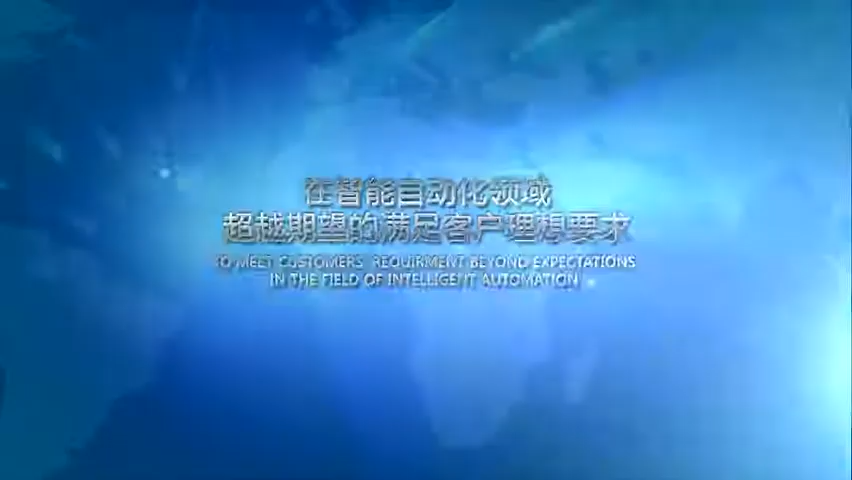 在智能自动化领域
超越期望的满足客户理想要求
TO MEET CUSTOMERS' REQUIRMENT BEYOND EXPECTATIONS
IN THE FIELD OF INTELLIGENT AUTOMATION